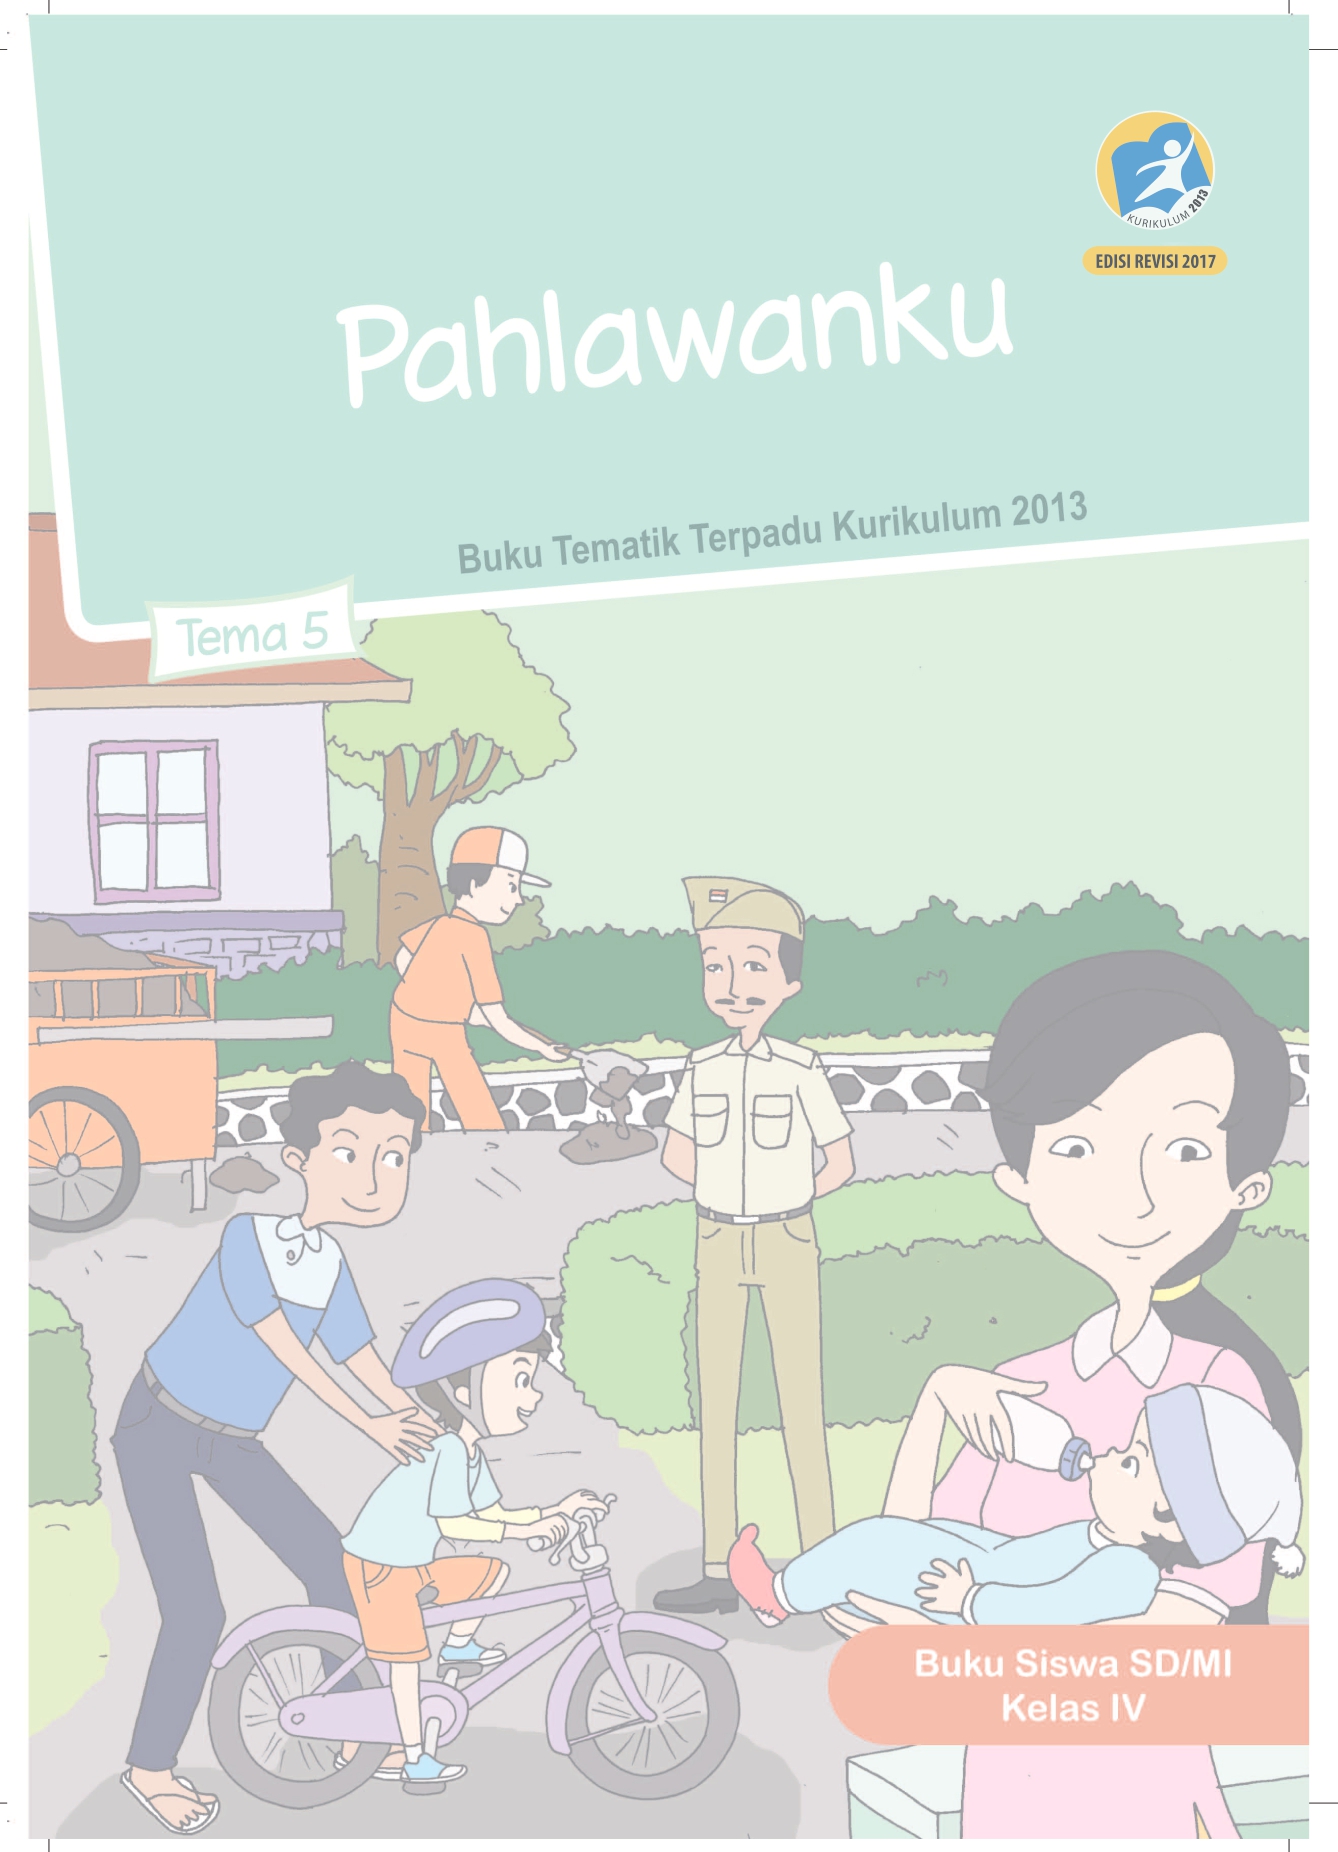 KURIKULUM 2013
EDISI REVISI 2017
Pahlawanku
Buku Tematik Terpadu Kurikulum 2013
Tema 5
Buku Siswa SD/MI
Kelas IV